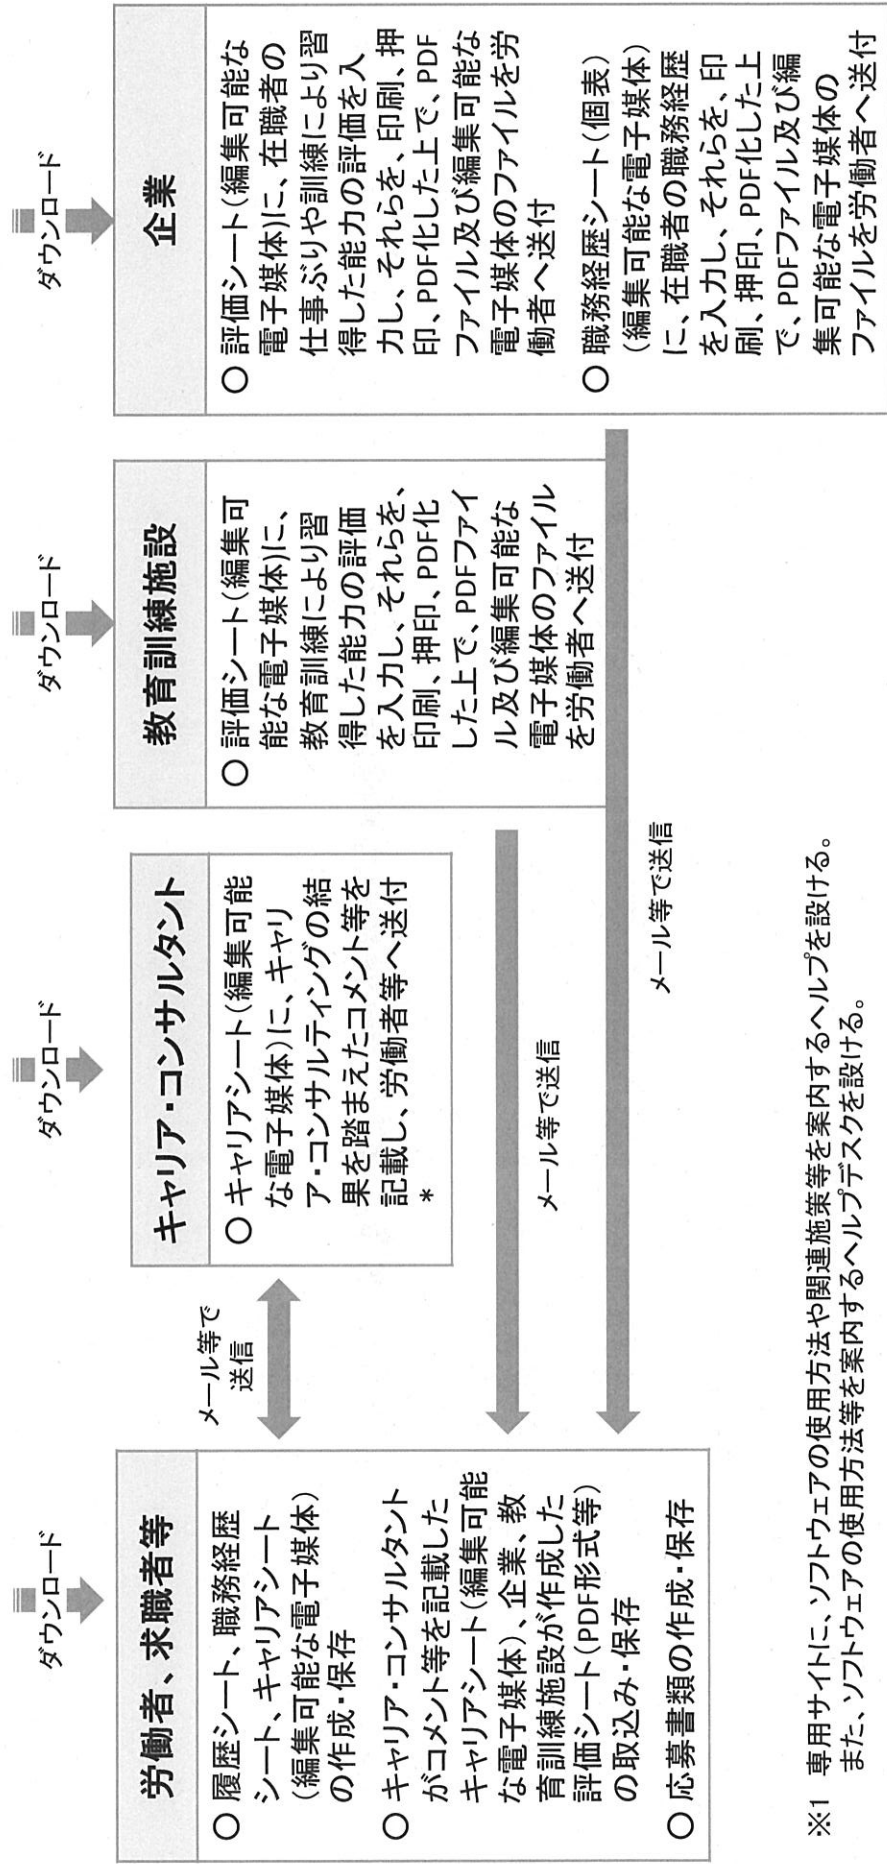 ダウンロード
ダウンロード
ダウンロード
ダウンロード
労働者、求職者等
○ 履歴シート、職務経歴
シート、キャリアシート
(編集可能な電子媒体)
の作成・保存
○ キャリア・コンサルタント
がコメント等を記載した
キャリアシート(編集可能
な電子媒体)、企業、教
育訓練施設が作成した
評価シート(PDF形式等)
の取込み・保存
○ 応募書類の作成・保存
メール等で
送信
キャリア・コンサルタント
○ キャリアシート(編集可能
な電子媒体)に、キャリ
ア・コンサルティングの結
果を踏まえたコメント等を
記載し、労働者等へ送付
*
教育訓練施設
○ 評価シート(編集可
能な電子媒体)に、
教育訓練により習
得した能力の評価
を入力し、それらを、
印刷、押印、PDF化
した上で、PDFファイ
ル及び編集可能な
電子媒体のファイル
を労働者へ送付
企業
○ 評価シート(編集可能な
電子媒体)に、在職者の
仕事ぶりや訓練により習
得した能力の評価を入
力し、それらを、印刷、押
印、PDF化した上で、PDF
ファイル及び編集可能な
電子媒体のファイルを労
働者へ送付
○ 職務経歴シート(個表)
(編集可能な電子媒体)
に、在職者の職務経歴
を入力し、それらを、印
刷、押印、PDF化した上
で、PDFファイル及び編
集可能な電子媒体の
ファイルを労働者へ送付
メール等で送信
メール等で送信
※1 専用サイトに、ソフトウェアの使用方法や関連施策等を案内するヘルプを設ける。
また、ソフトウェアの使用方法等を案内するヘルプデスクを設ける。